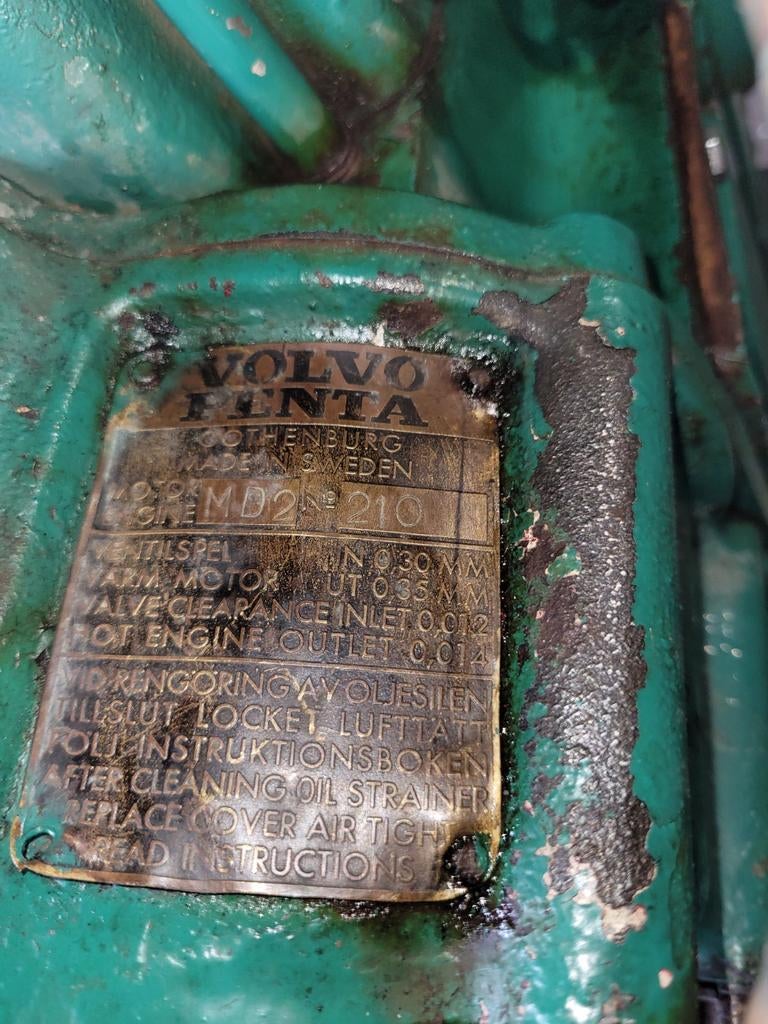 VOLVO
PENTA
GOTHENBURG
MADE IN SWEDEN
MOTOR
ENGINE MD2 Nº 210
VENTILSPEL IN 0.30 MM
VARM MOTOR UT 0.35 MM
VALVE CLEARANCE INLET 0,012
HOT ENGINE OUTLET 0,014
VID RENGÖRING AV OLJESILEN
TILLSLUT LOCKET LUFTTÄTT
FÖLJ INSTRUKTIONSBOKEN
AFTER CLEANING OIL STRAINER
REPLACE COVER AIR TIGHT
READ INSTRUCTIONS